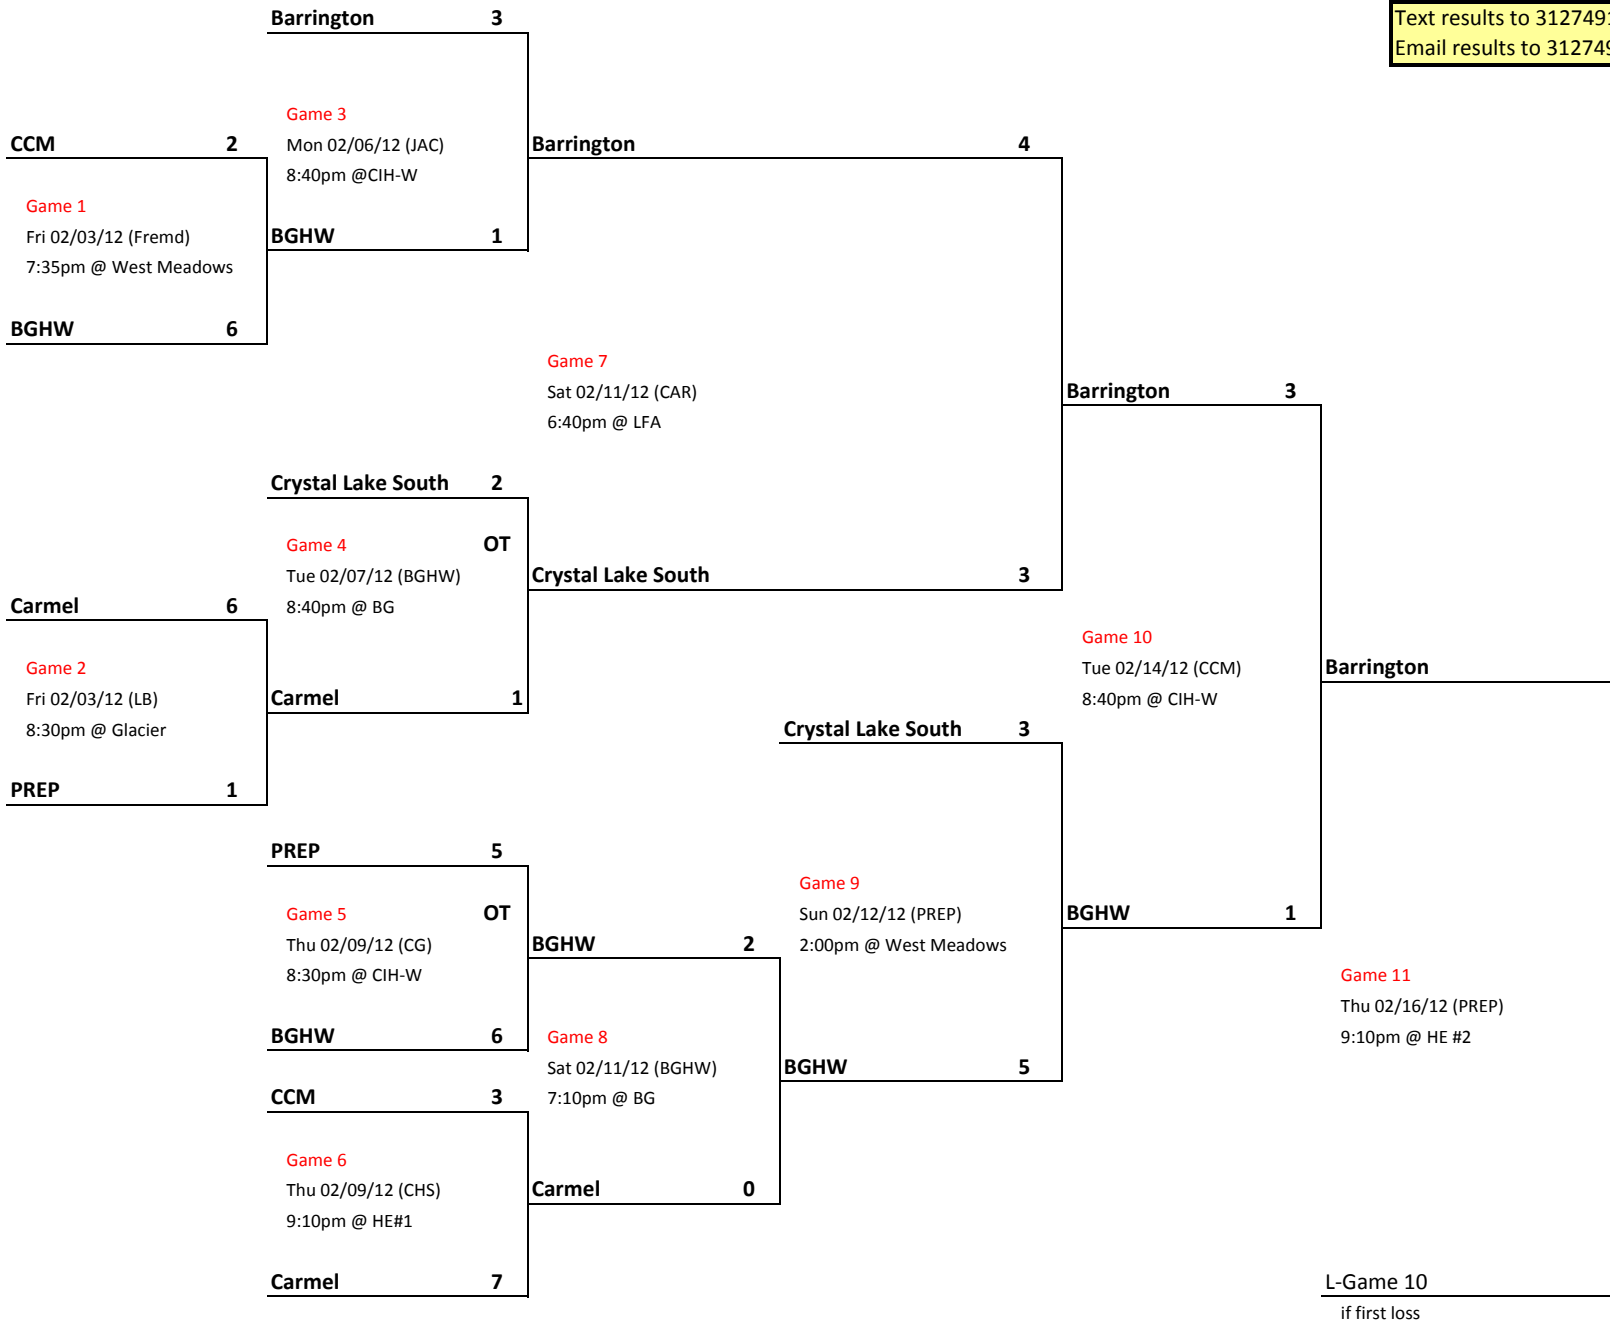 Barrington 3
Text results to 3127491
Email results to 312749
Game 3
CCM 2
Mon 02/06/12 (JAC)
Barrington 4
8:40pm @CIH-W
Game 1
Fri 02/03/12 (Fremd)
BGHW 1
7:35pm @ West Meadows
BGHW 6
Game 7
Sat 02/11/12 (CAR)
Barrington 3
6:40pm @ LFA
Crystal Lake South 2
Game 4 OT
Tue 02/07/12 (BGHW)
Crystal Lake South 3
Carmel 6
8:40pm @ BG
Game 10
Game 2
Tue 02/14/12 (CCM)
Barrington
Fri 02/03/12 (LB)
Carmel 1
8:40pm @ CIH-W
8:30pm @ Glacier
Crystal Lake South 3
PREP 1
PREP 5
Game 9
Game 5 OT
Sun 02/12/12 (PREP)
BGHW 1
Thu 02/09/12 (CG)
BGHW 2
2:00pm @ West Meadows
8:30pm @ CIH-W
Game 11
Thu 02/16/12 (PREP)
BGHW 6
Game 8
9:10pm @ HE #2
Sat 02/11/12 (BGHW)
BGHW 5
CCM 3
7:10pm @ BG
Game 6
Thu 02/09/12 (CHS)
Carmel 0
9:10pm @ HE#1
Carmel 7
L-Game 10
if first loss